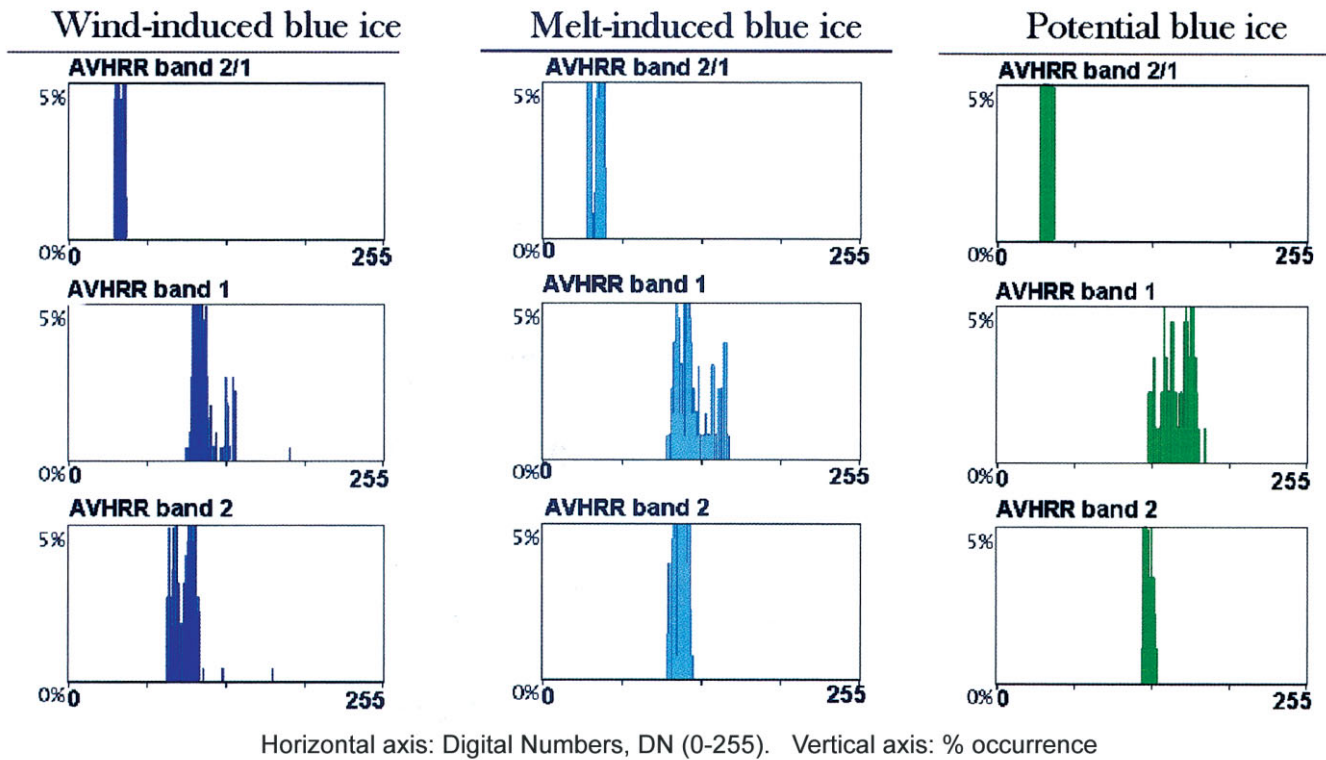 Wind-induced blue ice
Melt-induced blue ice
Potential blue ice
AVHRR band 2/1
5%
0%
0
255
AVHRR band 2/1
5%
0%
0
255
AVHRR band 2/1
5%
0%
0
255
AVHRR band 1
5%
0%
0
255
AVHRR band 1
5%
0%
0
255
AVHRR band 1
5%
0%
0
255
AVHRR band 2
5%
0%
0
255
AVHRR band 2
5%
0%
0
255
AVHRR band 2
5%
0%
0
255
Horizontal axis: Digital Numbers, DN (0-255). Vertical axis: % occurrence